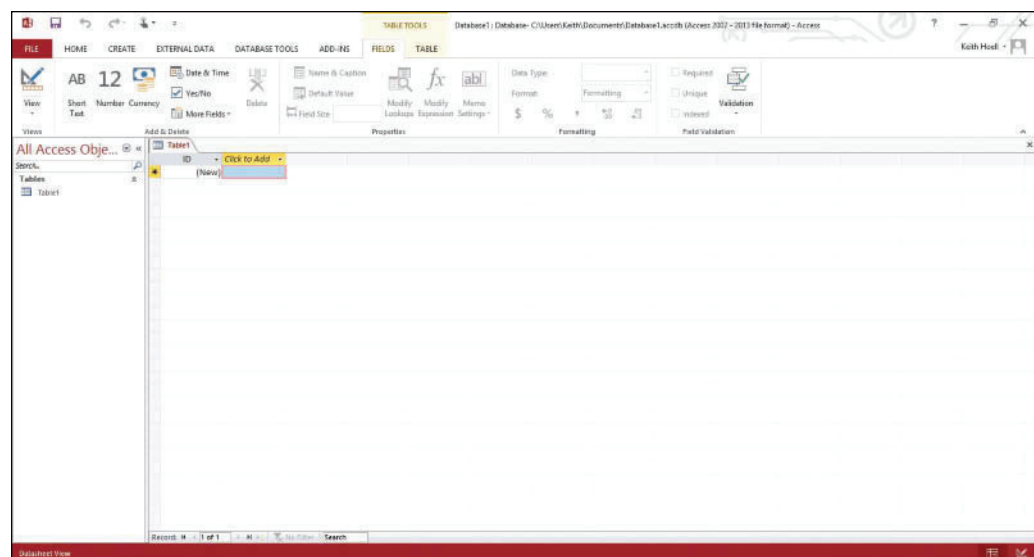 TABLE TOOLS
Database1 : Database- C:\Users\Keith\Documents\Database1.accdb (Access 2007 - 2013 file format) - Access
?
FILE HOME CREATE EXTERNAL DATA DATABASE TOOLS ADD-INS FIELDS TABLE
Keith Hoell
View
AB 12
Short Text
Number Currency
Date & Time
Yes/No
More Fields
Delete
Name & Caption
Default Value
Field Size
Modify Lookups
fx
Modify Expression
ab
Memo Settings
Data Type:
Format: Formatting
$ % ,
Required
Unique
Indexed
Validation
Views Add & Delete Properties Formatting Field Validation
All Access Obje...
Search...
Tables
Table1
Table1
ID Click to Add
(New)
Record: 1 of 1 No Filter Search
Datasheet View